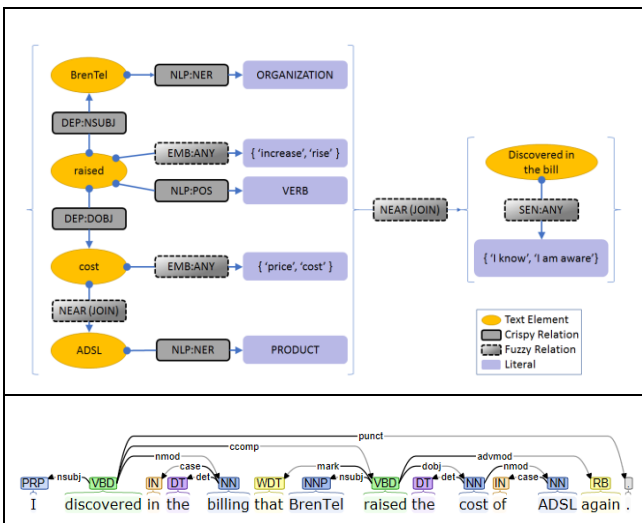 BrenTel NLP:NER ORGANIZATION
DEP:NSUBJ
raised EMB:ANY { 'increase', 'rise' }
NLP:POS VERB
DEP:DOBJ
cost EMB:ANY { 'price', 'cost' }
NEAR (JOIN)
ADSL NLP:NER PRODUCT
NEAR (JOIN)
Discovered in
the bill
SEN:ANY
{ 'I know', 'I am aware'}
Text Element
Crispy Relation
Fuzzy Relation
Literal
punct
ccomp
nmod advmod
case mark dobj nmod
nsubj det nsubj det case
PRP VBD IN DT NN WDT NNP VBD DT NN IN NN RB .
I discovered in the billing that BrenTel raised the cost of ADSL again .